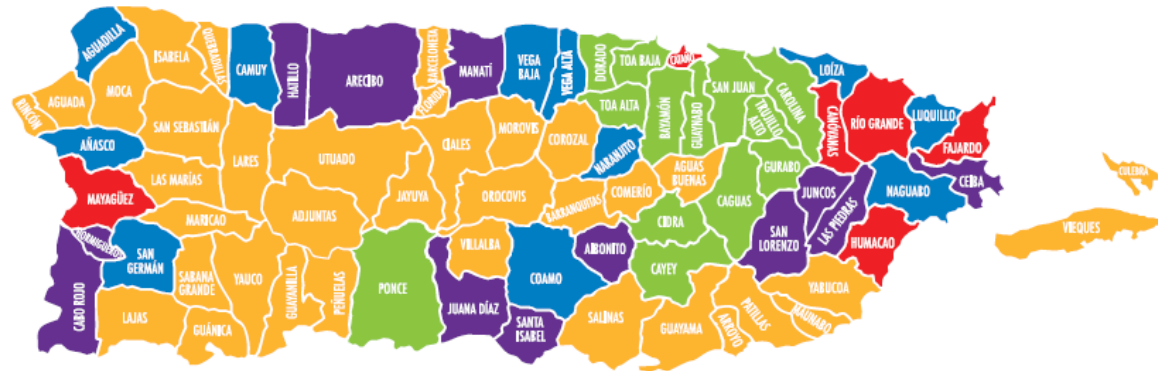 AGUADILLA
ISABELA
QUEBRADILLAS
CAMUY
HATILLO
ARECIBO
BARCELONETA
FLORIDA
MANATÍ
VEGA
BAJA
VEGA ALTA
DORADO
TOA BAJA
CATAÑO
TOA ALTA
BAYAMÓN
GUAYNABO
SAN JUAN
TRUJILLO
ALTO
CAROLINA
LOÍZA
CANÓVANAS
RÍO GRANDE
LUQUILLO
FAJARDO
CEIBA
CULEBRA
VIEQUES
RINCÓN
AGUADA
MOCA
SAN SEBASTIÁN
AÑASCO
LARES
UTUADO
CIALES
MOROVIS
COROZAL
NARANJITO
AGUAS
BUENAS
GURABO
CAGUAS
JUNCOS
LAS PIEDRAS
NAGUABO
MAYAGÜEZ
LAS MARÍAS
MARICAO
ADJUNTAS
JAYUYA
OROCOVIS
BARRANQUITAS
COMERÍO
CIDRA
SAN
LORENZO
HUMACAO
HORMIGUEROS
SAN
GERMÁN
CABO ROJO
LAJAS
SABANA
GRANDE
GUÁNICA
YAUCO
GUAYANILLA
PEÑUELAS
PONCE
VILLALBA
JUANA DÍAZ
COAMO
SANTA
ISABEL
AIBONITO
CAYEY
SALINAS
GUAYAMA
ARROYO
PATILLAS
MAUNABO
YABUCOA